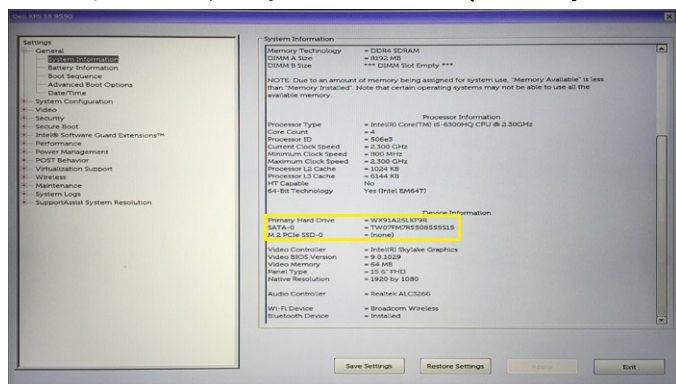 Dell XPS 15 9550
Settings
General
System Information
Battery Information
Boot Sequence
Advanced Boot Options
Date/Time
System Configuration
Video
Security
Secure Boot
Intel® Software Guard Extensions™
Performance
Power Management
POST Behavior
Virtualization Support
Wireless
Maintenance
System Logs
SupportAssist System Resolution
System Information
Memory Technology = DDR4 SDRAM
DIMM A Size = 8192 MB
DIMM B Size *** DIMM Slot Empty ***
NOTE: Due to an amount of memory being assigned for system use, "Memory Available" is less
than "Memory Installed". Note that certain operating systems may not be able to use all the
available memory.
Processor Information
Processor Type = Intel(R) Core(TM) i5-6300HQ CPU @ 2.30GHz
Core Count = 4
Processor ID = 506e3
Current Clock Speed = 2.300 GHz
Minimum Clock Speed = 800 MHz
Maximum Clock Speed = 2.300 GHz
Processor L2 Cache = 1024 KB
Processor L3 Cache = 6144 KB
HT Capable No
64-Bit Technology Yes (Intel EM64T)
Device Information
Primary Hard Drive
SATA-0
M.2 PCIe SSD-0 = (none)
Video Controller = Intel(R) Skylake Graphics
Video BIOS Version = 9.0.1029
Video Memory = 64 MB
Panel Type = 15.6" FHD
Native Resolution = 1920 by 1080
Audio Controller = Realtek ALC3266
Wi-Fi Device = Broadcom Wireless
Bluetooth Device = Installed
Save Settings
Restore Settings
Apply
Exit